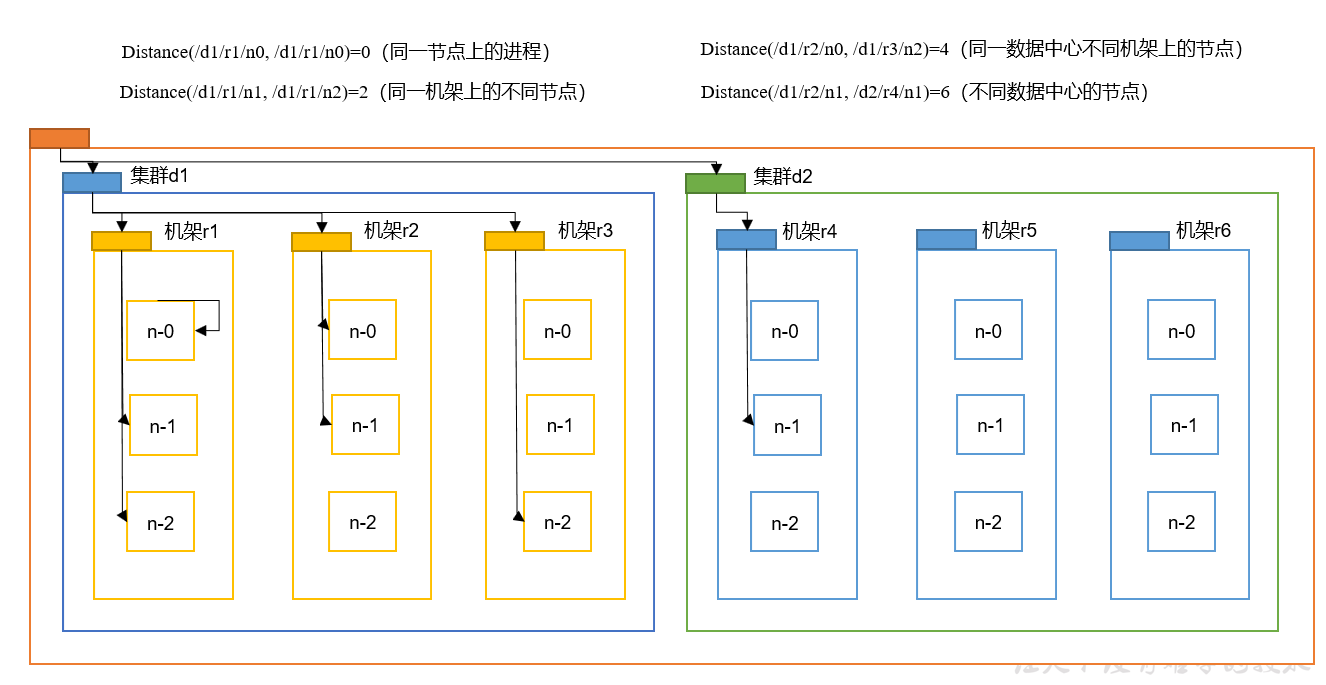 Distance(/d1/r1/n0, /d1/r1/n0)=0（同一节点上的进程）
Distance(/d1/r2/n0, /d1/r3/n2)=4（同一数据中心不同机架上的节点）
Distance(/d1/r1/n1, /d1/r1/n2)=2（同一机架上的不同节点）
Distance(/d1/r2/n1, /d2/r4/n1)=6（不同数据中心的节点）
集群d1
集群d2
机架r1
机架r2
机架r3
机架r4
机架r5
机架r6
n-0
n-0
n-0
n-0
n-0
n-0
n-1
n-1
n-1
n-1
n-1
n-1
n-2
n-2
n-2
n-2
n-2
n-2